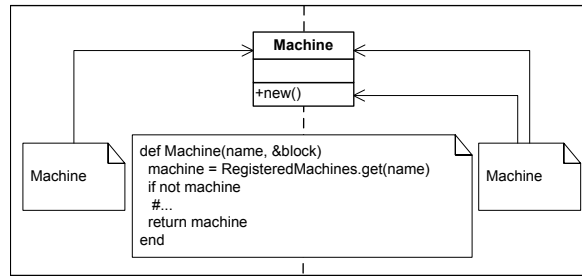 Machine
+new()
def Machine(name, &block)
machine = RegisteredMachines.get(name)
if not machine
#...
return machine
end
Machine
Machine